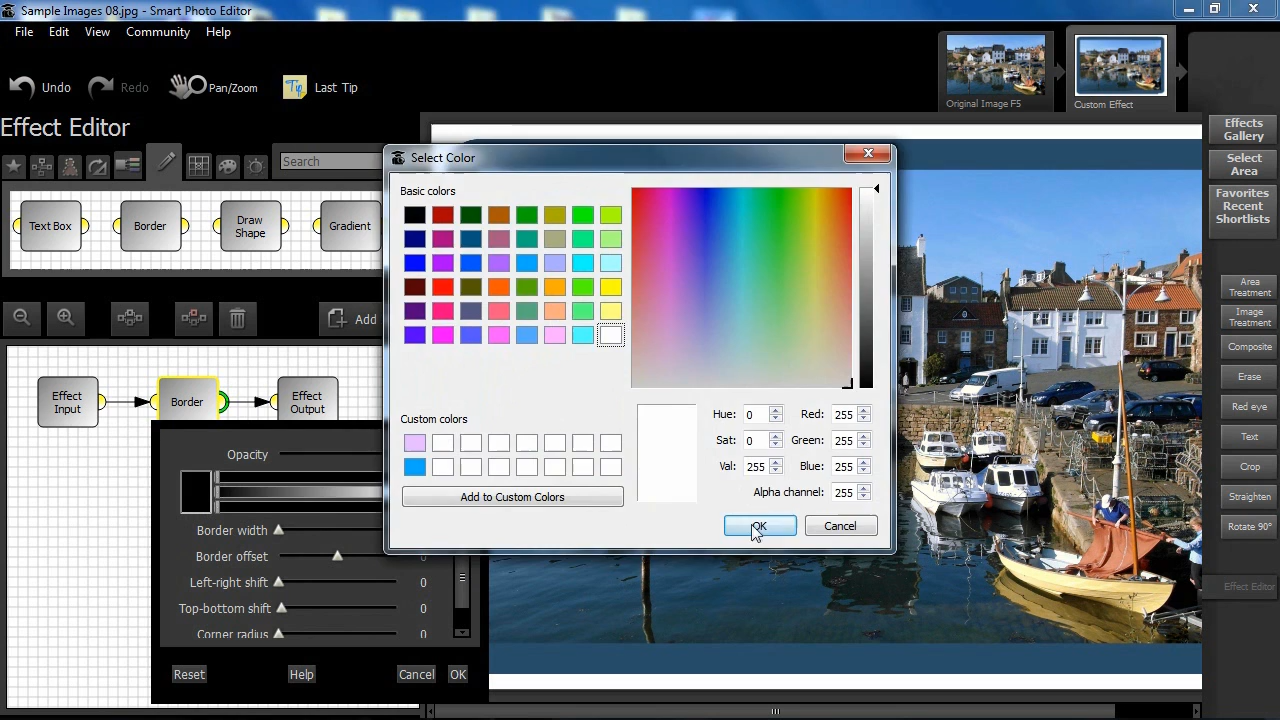 Sample Images 08.jpg - Smart Photo Editor
File Edit View Community Help
Undo Redo Pan/Zoom Tip Last Tip
Original Image F5
Custom Effect
Effect Editor
Search
Text Box
Border
Draw Shape
Gradient
Add
Effect Input
Border
Effect Output
Opacity
Border width 0
Border offset 0
Left-right shift 0
Top-bottom shift 0
Corner radius 0
Reset Help Cancel OK
Select Color
Basic colors
Custom colors
Add to Custom Colors
Hue: 0 Red: 255
Sat: 0 Green: 255
Val: 255 Blue: 255
Alpha channel: 255
OK Cancel
Effects Gallery
Select Area
Favorites
Recent
Shortlists
Area Treatment
Image Treatment
Composite
Erase
Red eye
Text
Crop
Straighten
Rotate 90°
Effect Editor